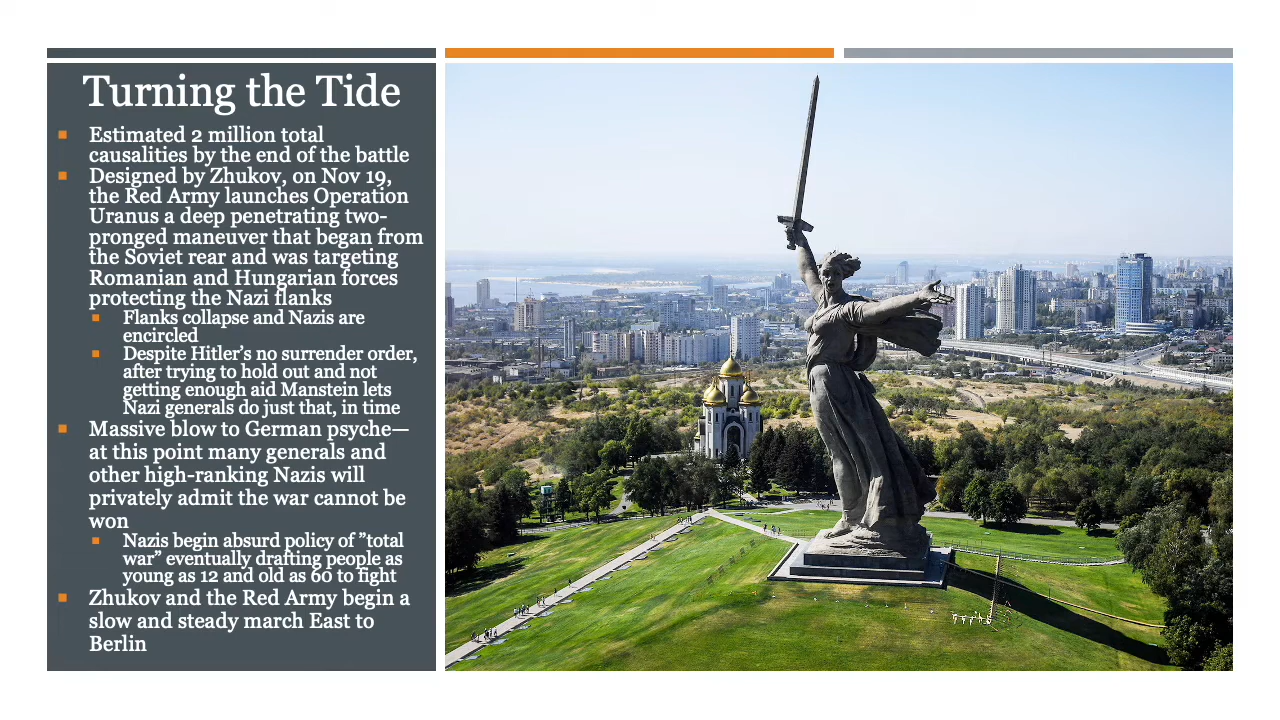 Turning the Tide
Estimated 2 million total
causalities by the end of the battle
Designed by Zhukov, on Nov 19,
the Red Army launches Operation
Uranus a deep penetrating two-
pronged maneuver that began from
the Soviet rear and was targeting
Romanian and Hungarian forces
protecting the Nazi flanks
Flanks collapse and Nazis are
encircled
Despite Hitler's no surrender order,
after trying to hold out and not
getting enough aid Manstein lets
Nazi generals do just that, in time
Massive blow to German psyche—
at this point many generals and
other high-ranking Nazis will
privately admit the war cannot be
won
Nazis begin absurd policy of ”total
war” eventually drafting people as
young as 12 and old as 60 to fight
Zhukov and the Red Army begin a
slow and steady march East to
Berlin